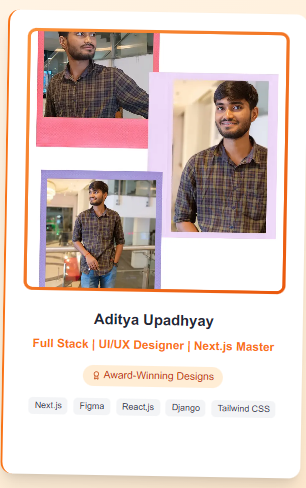 Aditya Upadhyay
Full Stack | UI/UX Designer | Next.js Master
Award-Winning Designs
Next.js Figma React.js Django Tailwind CSS